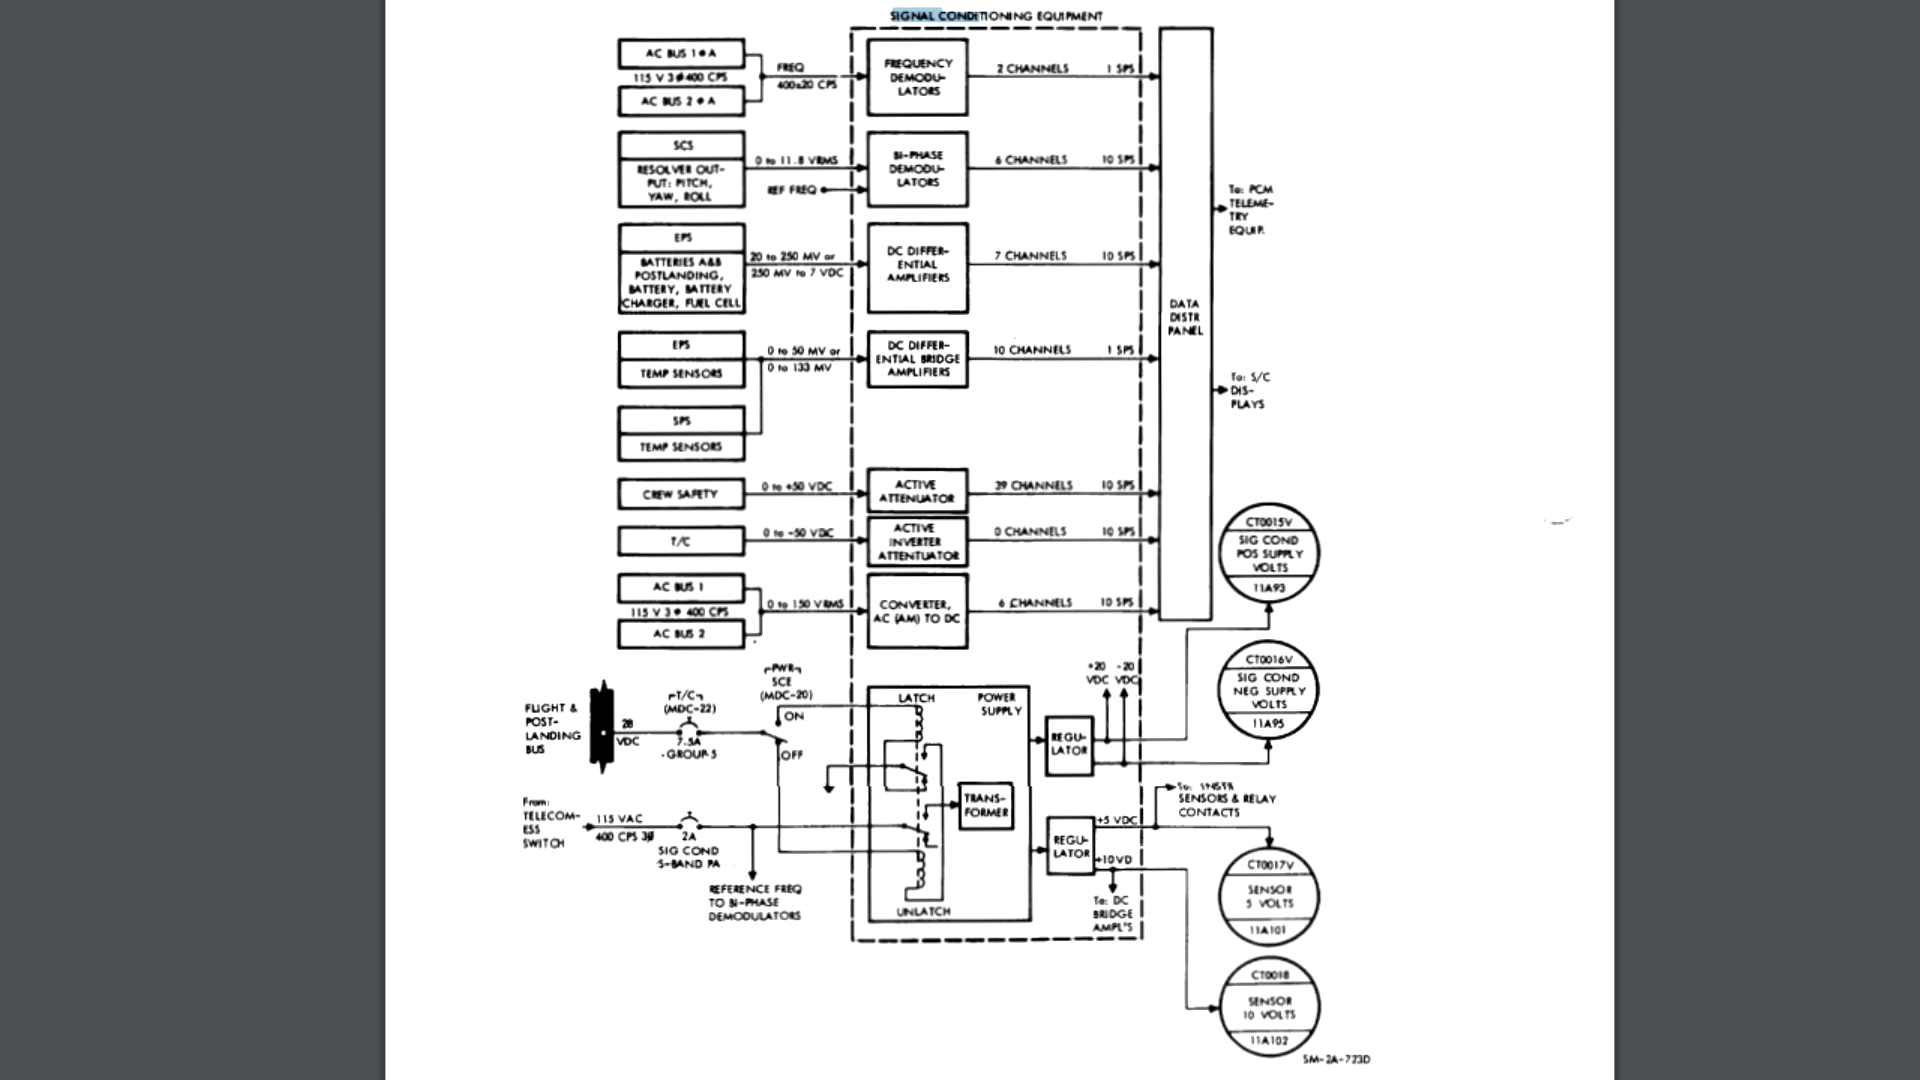 SIGNAL CONDITIONING EQUIPMENT
AC BUS 1 ø A
115 V 3 ø 400 CPS
AC BUS 2 ø A
FREQ
400±20 CPS
FREQUENCY
DEMODU-
LATORS
2 CHANNELS 1 SPS
SCS
RESOLVER OUT-
PUT: PITCH,
YAW, ROLL
0 to 11.8 VRMS
REF FREQ
BI-PHASE
DEMODU-
LATORS
6 CHANNELS 10 SPS
EPS
BATTERIES A&B
POSTLANDING,
BATTERY, BATTERY
CHARGER, FUEL CELL
20 to 250 MV or
250 MV to 7 VDC
DC DIFFER-
ENTIAL
AMPLIFIERS
7 CHANNELS 10 SPS
EPS
TEMP SENSORS
0 to 50 MV or
0 to 133 MV
DC DIFFER-
ENTIAL BRIDGE
AMPLIFIERS
10 CHANNELS 1 SPS
SPS
TEMP SENSORS
CREW SAFETY
0 to +50 VDC
ACTIVE
ATTENUATOR
39 CHANNELS 10 SPS
T/C
0 to -50 VDC
ACTIVE
INVERTER
ATTENTUATOR
0 CHANNELS 10 SPS
AC BUS 1
115 V 3 ø 400 CPS
AC BUS 2
0 to 150 VRMS
CONVERTER,
AC (AM) TO DC
6 CHANNELS 10 SPS
DATA
DISTR
PANEL
To: PCM
TELEME-
TRY
EQUIP.
To: S/C
DIS-
PLAYS
CT0015V
SIG COND
POS SUPPLY
VOLTS
11A93
CT0016V
SIG COND
NEG SUPPLY
VOLTS
11A95
FLIGHT &
POST-
LANDING
BUS
28
VDC
T/C
(MDC-22)
7.5A
-GROUP-5
PWR
SCE
(MDC-20)
ON
OFF
LATCH
POWER
SUPPLY
TRANS-
FORMER
UNLATCH
REGU-
LATOR
+20 -20
VDC VDC
From:
TELECOM-
ESS
SWITCH
115 VAC
400 CPS 3ø
2A
SIG COND
'S-BAND PA
REFERENCE FREQ
TO BI-PHASE
DEMODULATORS
REGU-
LATOR
+5 VDC
+10VD
To: INSTR
SENSORS & RELAY
CONTACTS
To: DC
BRIDGE
AMPL'S
CT0017V
SENSOR
5 VOLTS
11A101
CT0018
SENSOR
10 VOLTS
11A102
SM-2A-723D